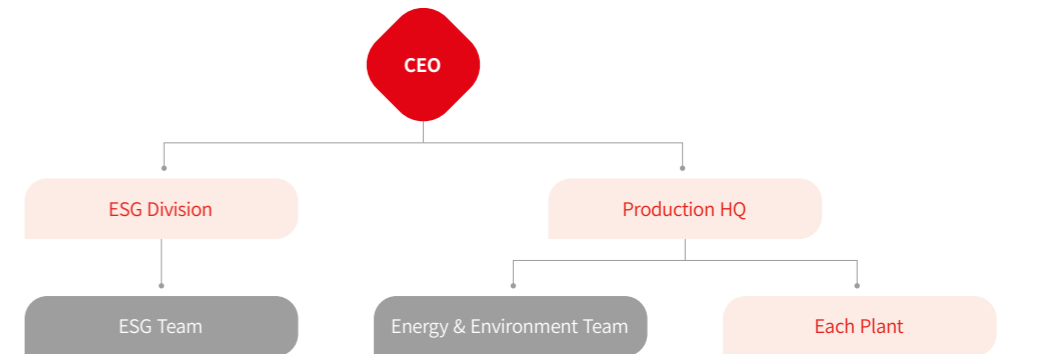 CEO
ESG Division
Production HQ
ESG Team
Energy & Environment Team
Each Plant